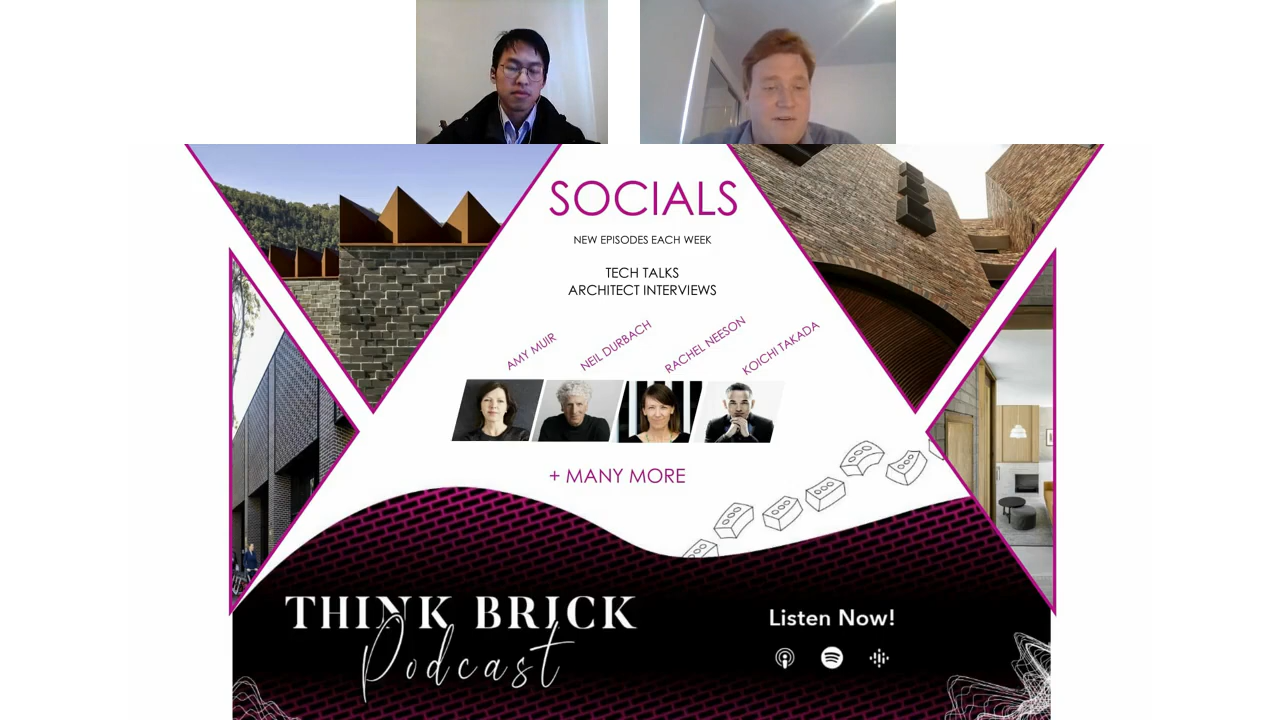 SOCIALS
NEW EPISODES EACH WEEK
TECH TALKS
ARCHITECT INTERVIEWS
AMY MUIR
NEIL DURBACH
RACHEL NEESON
KOICHI TAKADA
+ MANY MORE
THINK BRICK
Podcast
Listen Now!